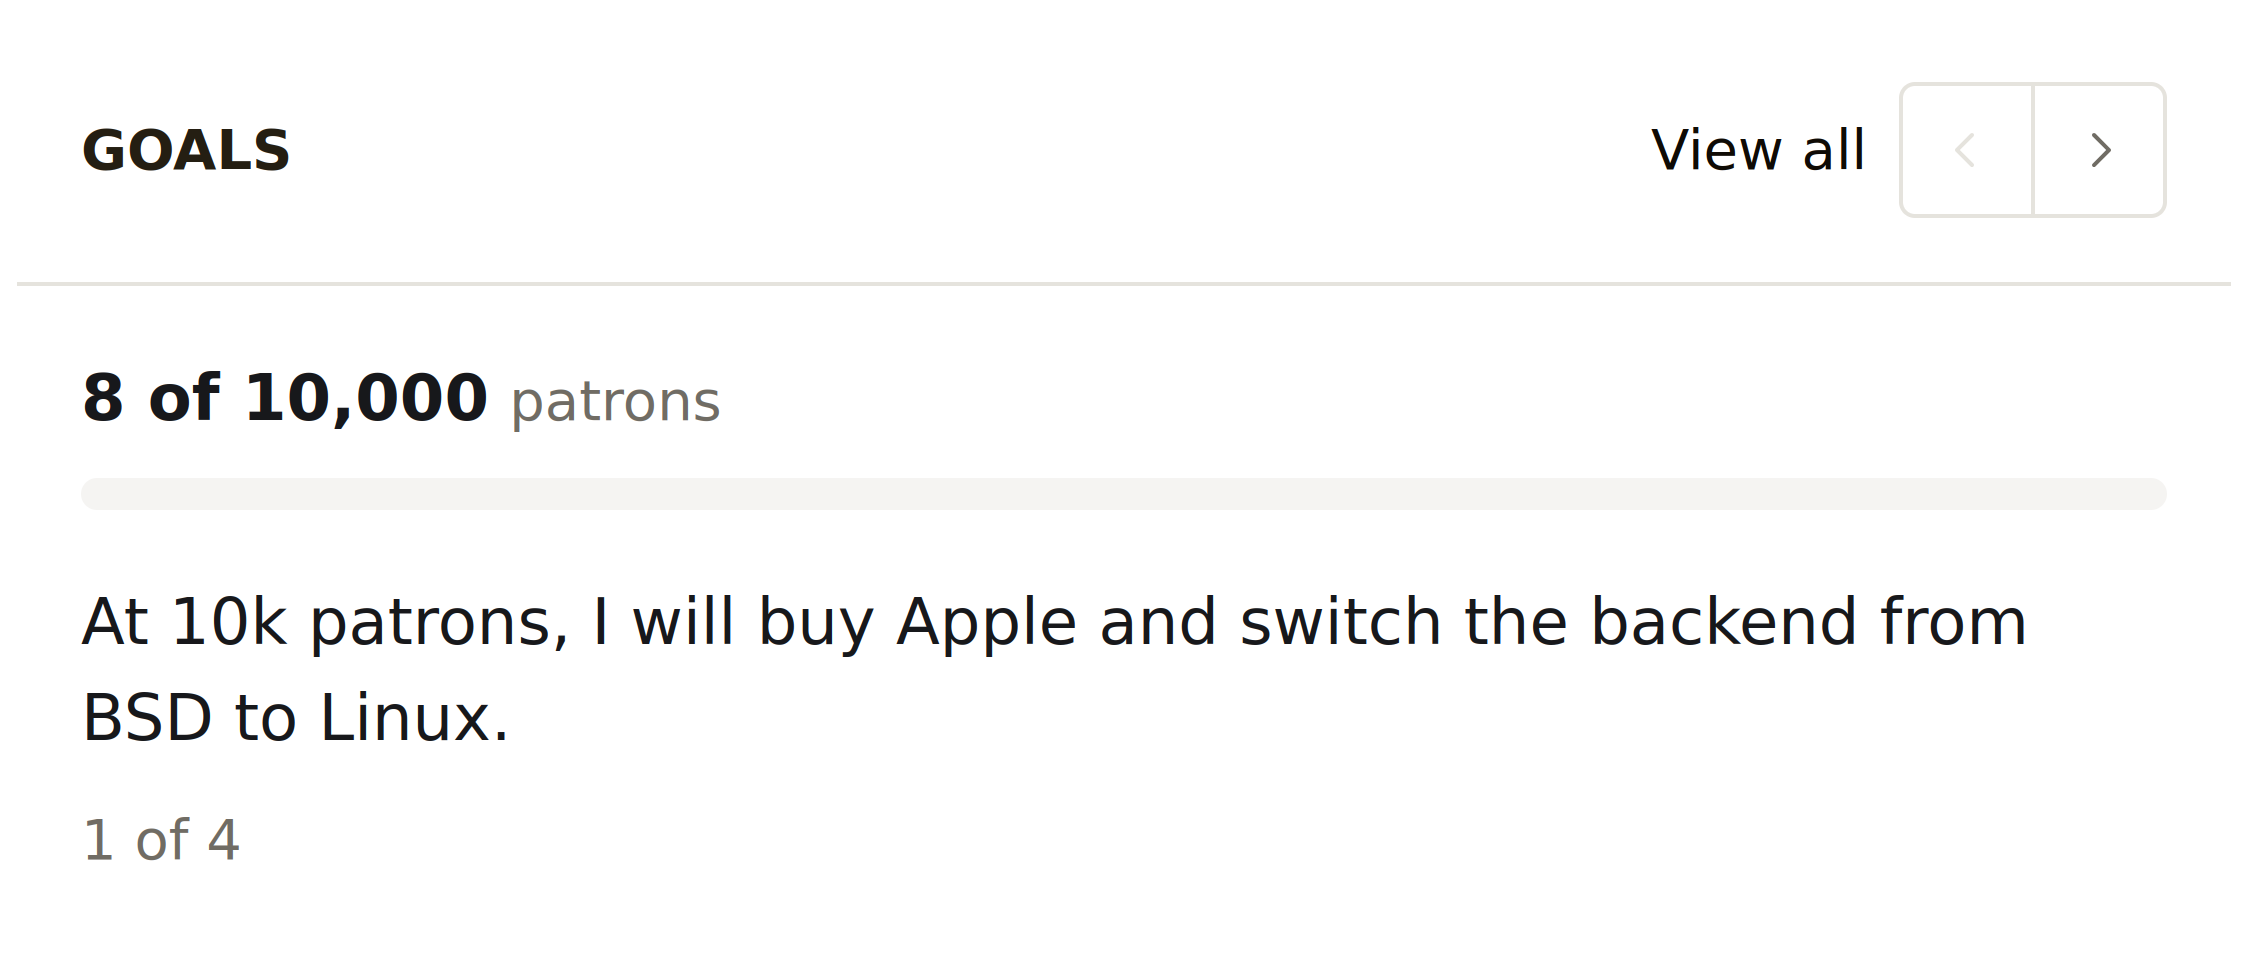 GOALS
View all
8 of 10,000 patrons
At 10k patrons, I will buy Apple and switch the backend from
BSD to Linux.
1 of 4